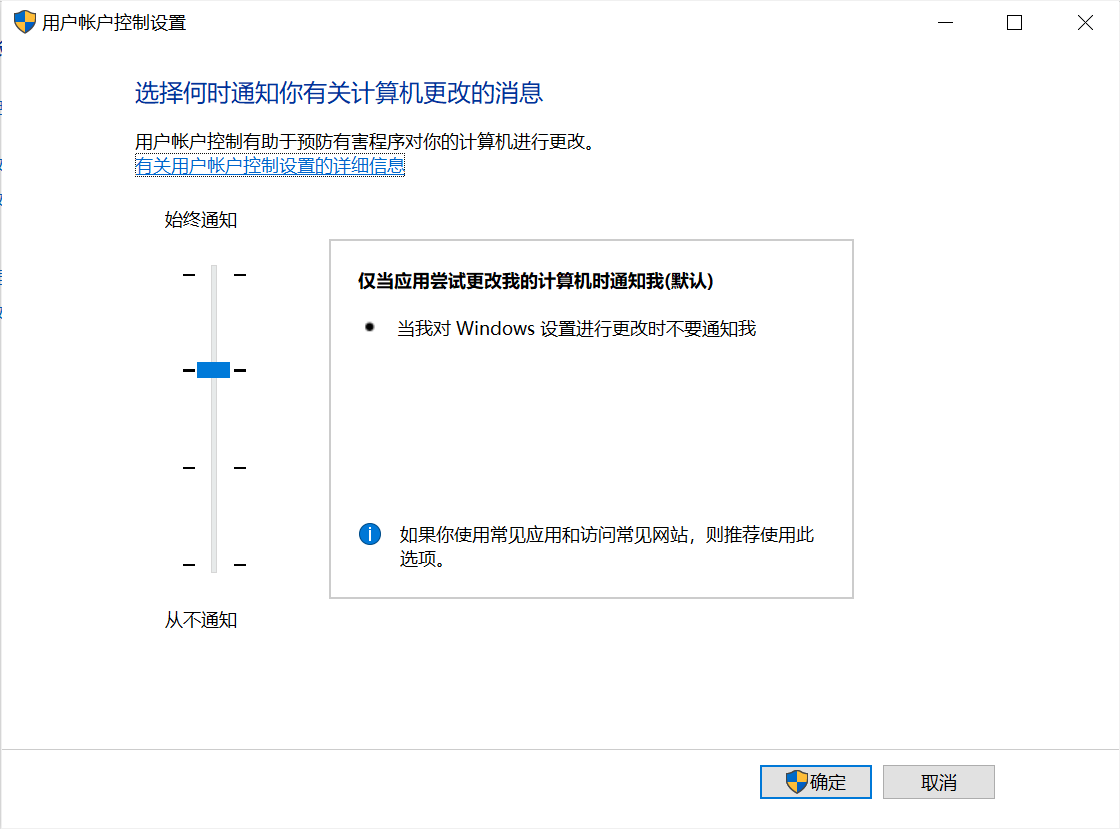 用户帐户控制设置
选择何时通知你有关计算机更改的消息
用户帐户控制有助于预防有害程序对你的计算机进行更改。
有关用户帐户控制设置的详细信息
始终通知
仅当应用尝试更改我的计算机时通知我(默认)
当我对 Windows 设置进行更改时不要通知我
如果你使用常见应用和访问常见网站，则推荐使用此
选项。
从不通知
确定
取消